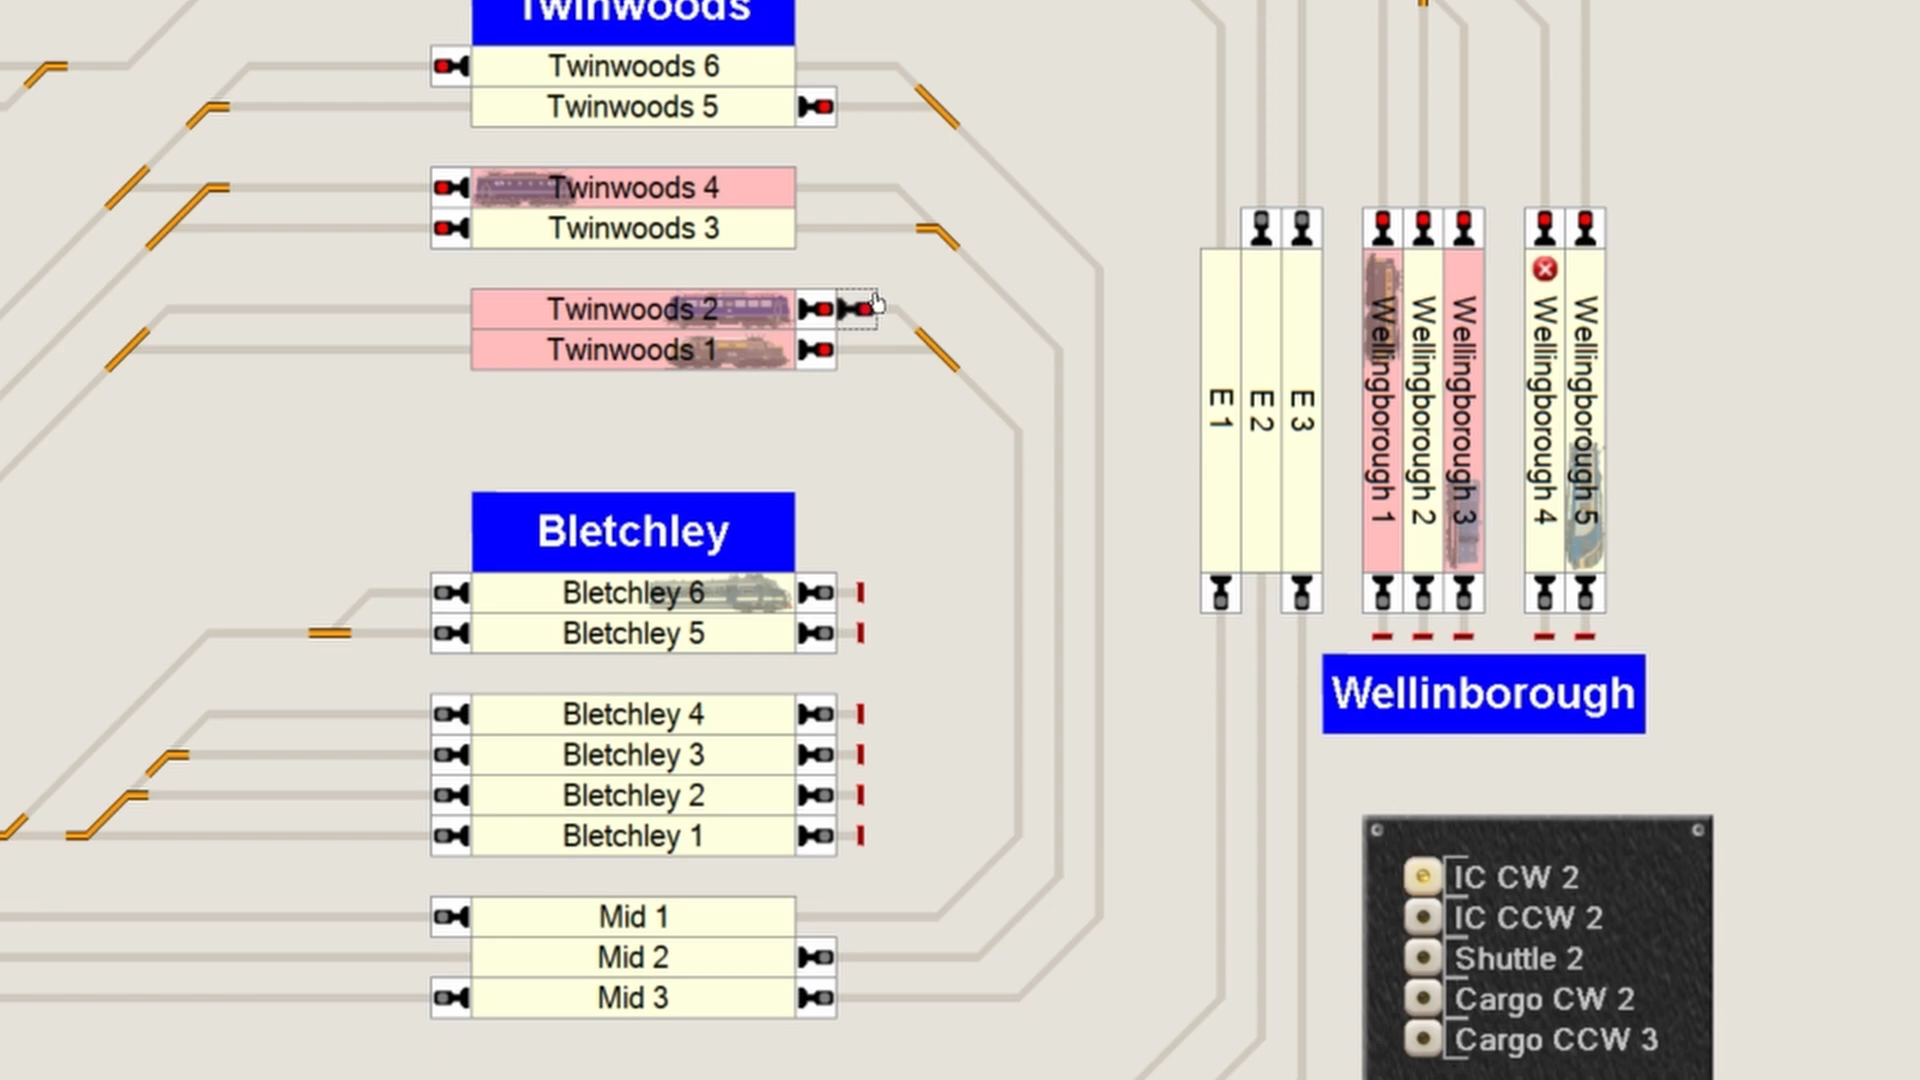 Twinwoods
Twinwoods 6
Twinwoods 5
Twinwoods 4
Twinwoods 3
Twinwoods 2
Twinwoods 1
Bletchley
Bletchley 6
Bletchley 5
Bletchley 4
Bletchley 3
Bletchley 2
Bletchley 1
Mid 1
Mid 2
Mid 3
E 1
E 2
E 3
Wellingborough 1
Wellingborough 2
Wellingborough 3
Wellingborough 4
Wellingborough 5
Wellinborough
IC CW 2
IC CCW 2
Shuttle 2
Cargo CW 2
Cargo CCW 3